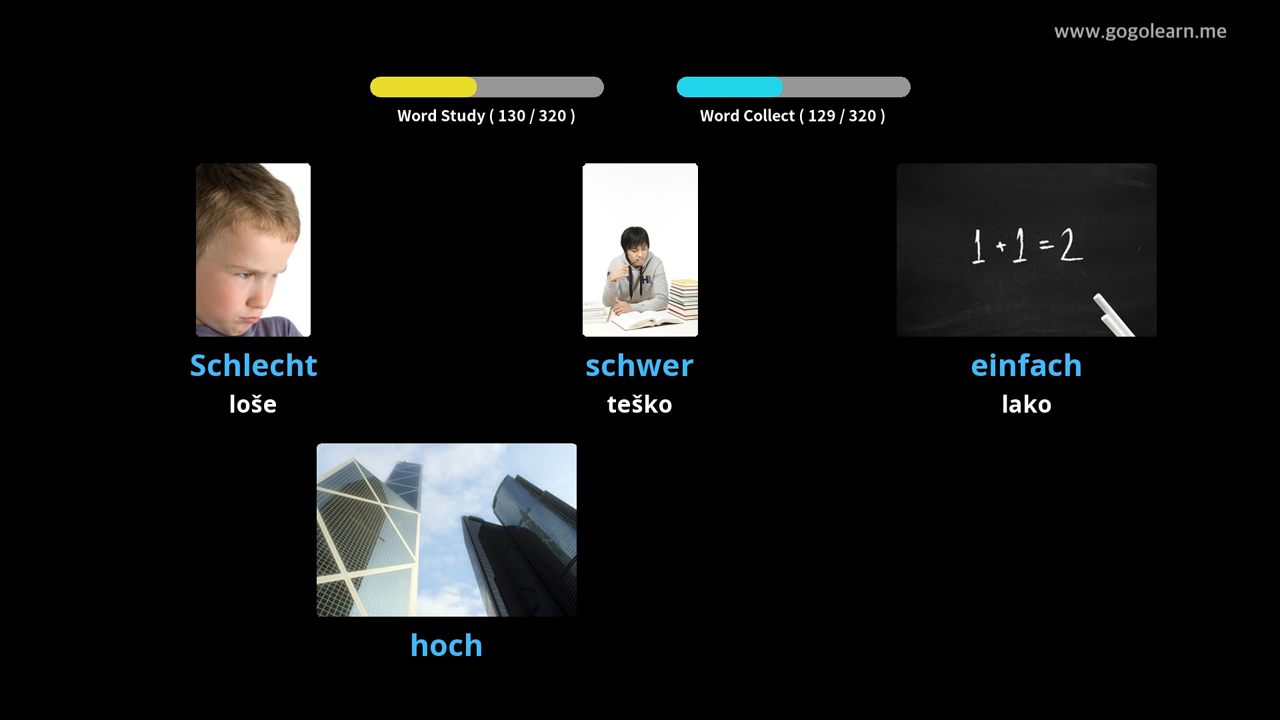 www.gogolearn.me
Word Study ( 130 / 320 )
Word Collect ( 129 / 320 )
1 + 1 = 2
Schlecht
schwer
einfach
loše
teško
lako
hoch